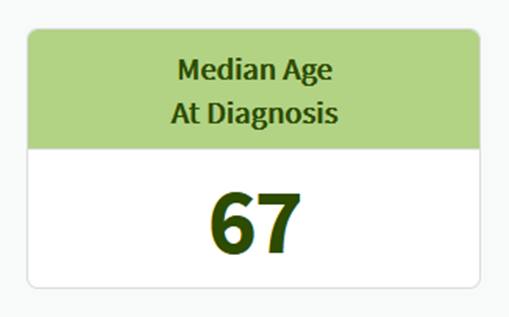 Median Age
At Diagnosis
67